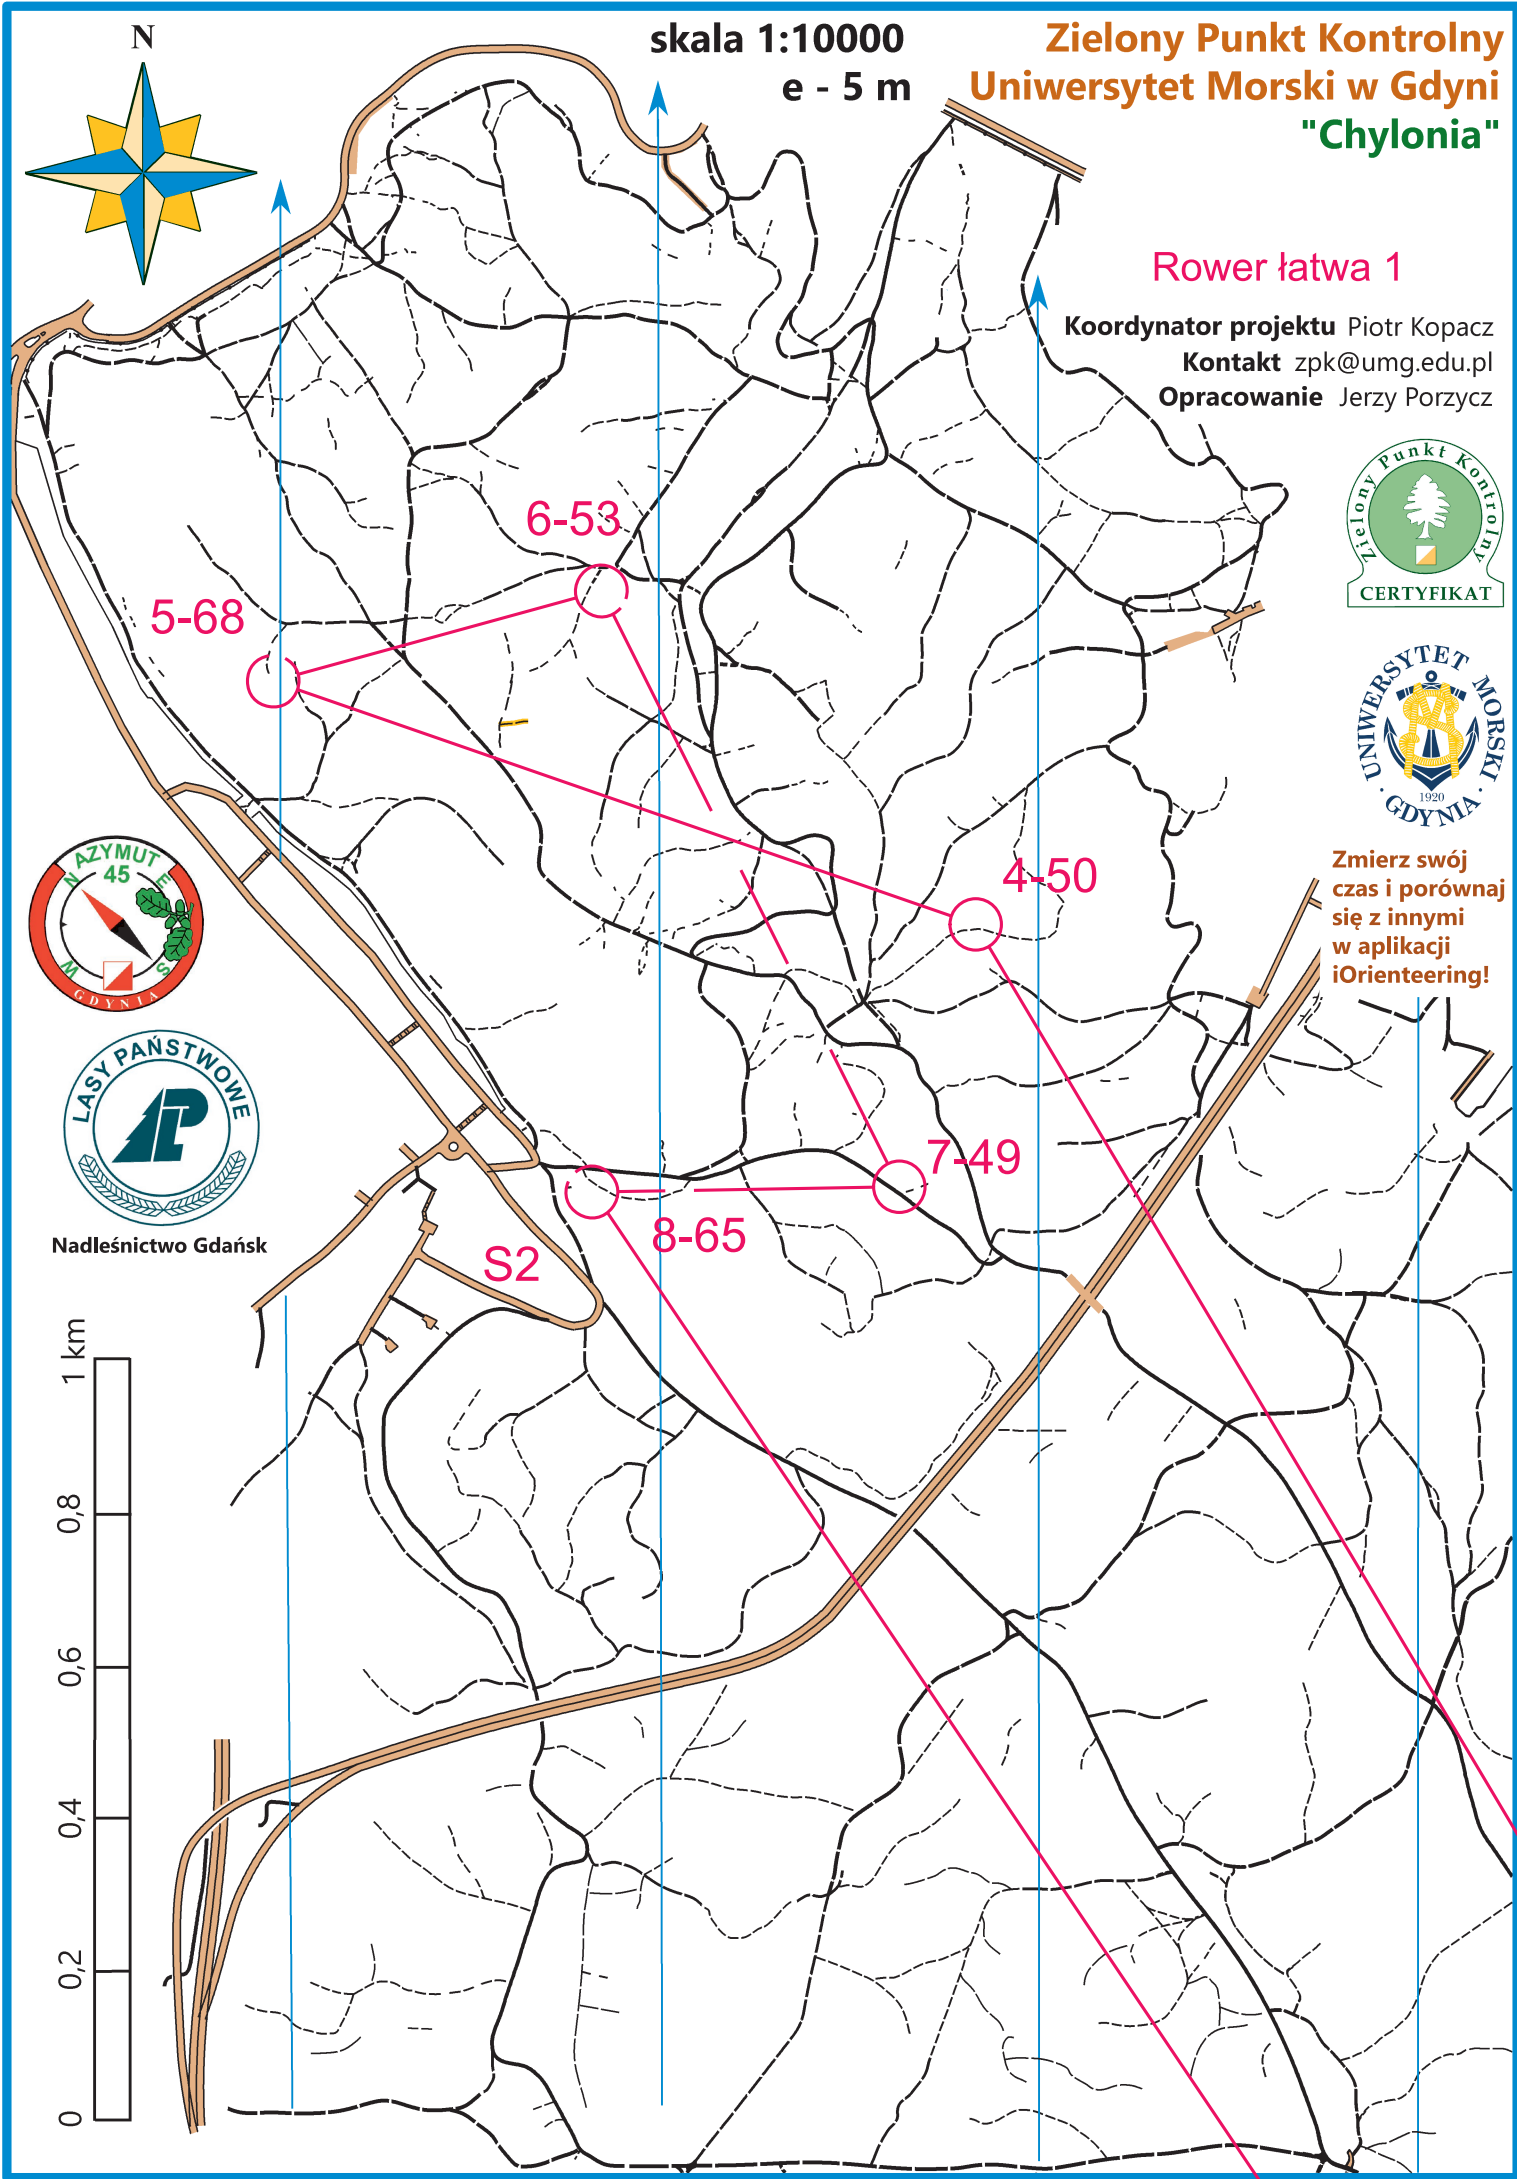 N
skala 1:10000
e - 5 m
Zielony Punkt Kontrolny
Uniwersytet Morski w Gdyni
"Chylonia"
Rower łatwa 1
Koordynator projektu Piotr Kopacz
Kontakt zpk@umg.edu.pl
Opracowanie Jerzy Porzycz
Zielony Punkt Kontrolny
CERTYFIKAT
6-53
5-68
UNIWERSYTET MORSKI
1920
· GDYNIA ·
Zmierz swój
czas i porównaj
się z innymi
w aplikacji
iOrienteering!
AZYMUT
45
N E
W S
GDYNIA
4-50
LASY PAŃSTWOWE
LP
Nadleśnictwo Gdańsk
7-49
8-65
S2
1 km
0,8
0,6
0,4
0,2
0